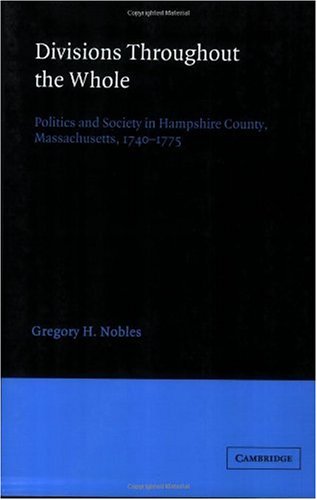 Divisions Throughout
the Whole
Politics and Society in Hampshire County,
Massachusetts, 1740–1775
Gregory H. Nobles
CAMBRIDGE